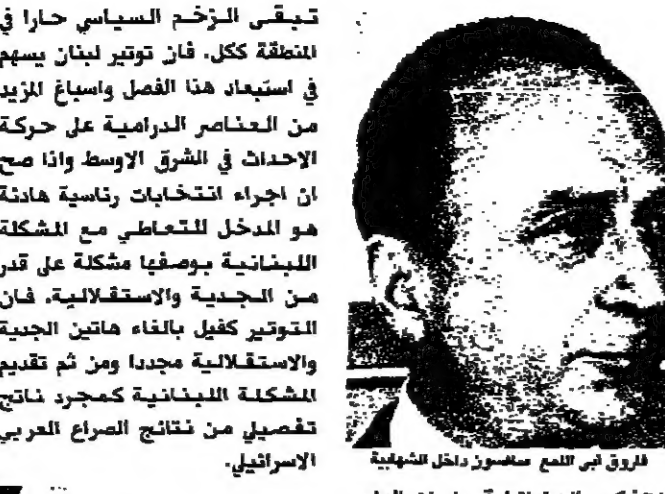 تبقى الزخم السياسي حارا في
المنطقة ككل. فان توتير لبنان يسهم
في استبعاد هذا الفصل واسباغ المزيد
من العناصر الدرامية على حركة
الاحداث في الشرق الاوسط واذا صح
ان اجراء انتخابات رئاسية هادئة
هو المدخل للتعاطي مع المشكلة
اللبنانية بوصفها مشكلة على قدر
من الجدية والاستقلالية. فان
التوتير كفيل بالغاء هاتين الجدية
والاستقلالية مجددا ومن ثم تقديم
المشكلة اللبنانية كمجرد ناتج
تفصيلي من نتائج الصراع العربي
الاسرائيلي.
فاروق ابي اللمع داخل الشهابية